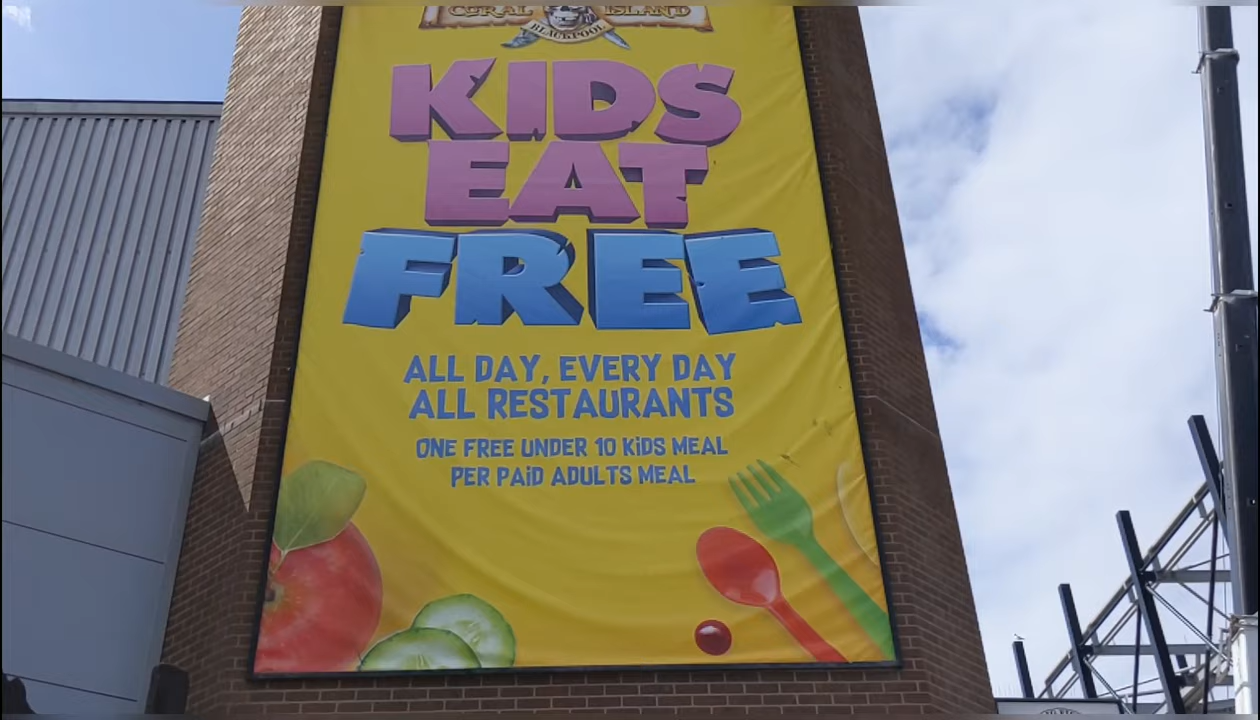 CORAL ISLAND
BLACKPOOL
KIDS
EAT
FREE
ALL DAY, EVERY DAY
ALL RESTAURANTS
ONE FREE UNDER 10 KiDS MEAL
PER PAiD ADULTS MEAL